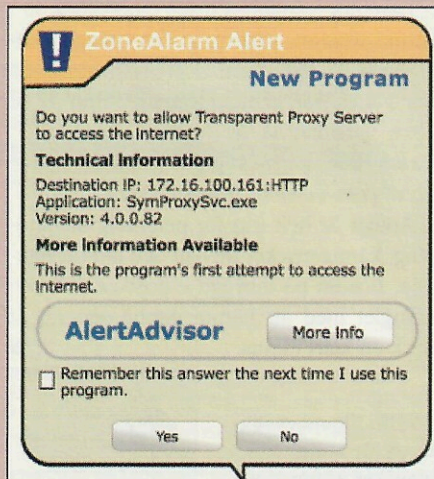 ZoneAlarm Alert
New Program
Do you want to allow Transparent Proxy Server
to access the Internet?
Technical Information
Destination IP: 172.16.100.161:HTTP
Application: SymProxySvc.exe
Version: 4.0.0.82
More Information Available
This is the program's first attempt to access the
Internet.
AlertAdvisor
More Info
Remember this answer the next time I use this
program.
Yes
No